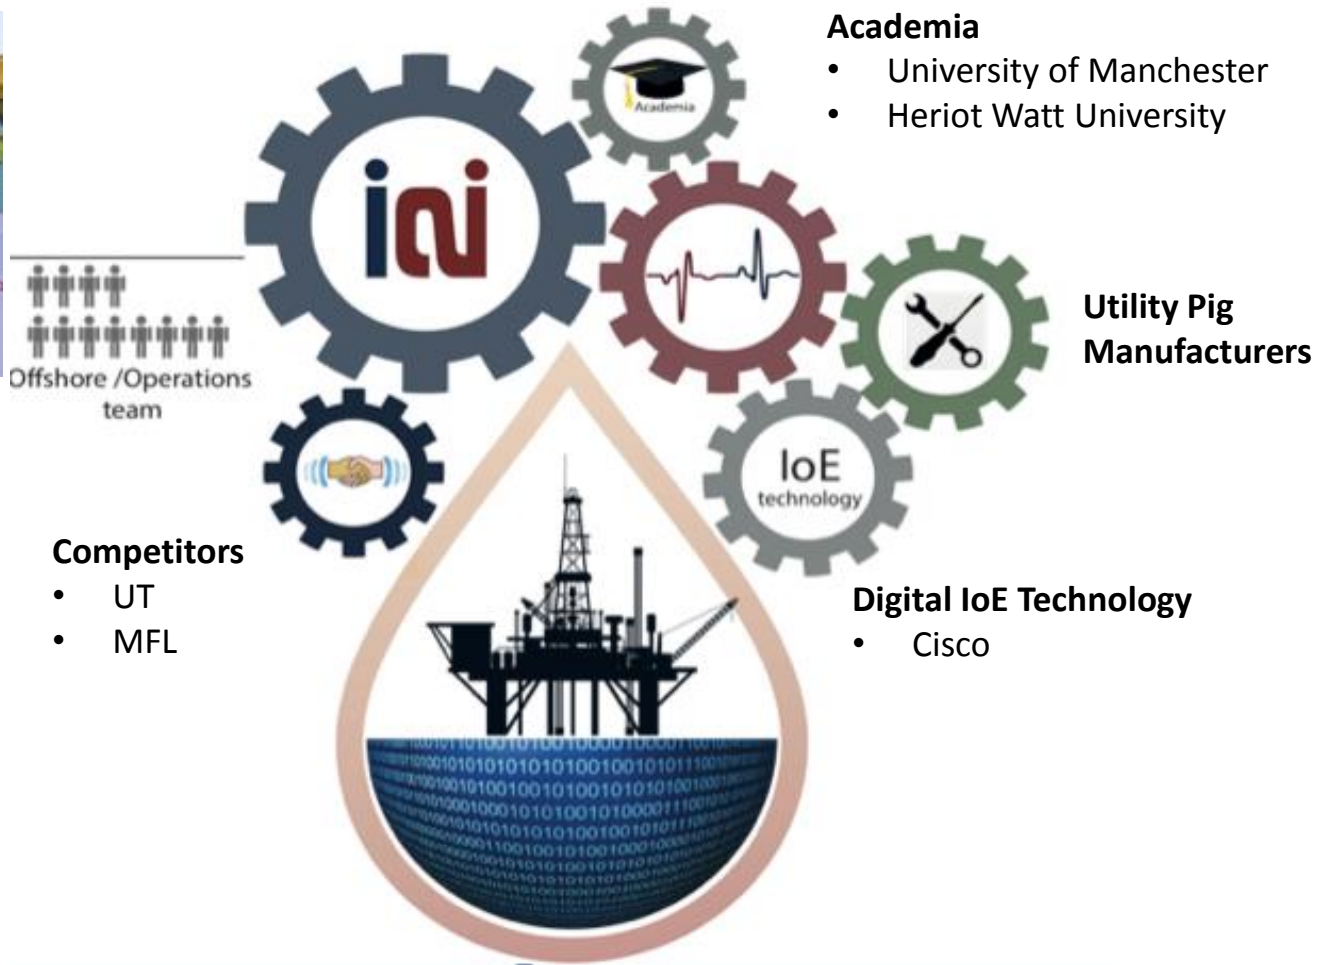 Academia
• University of Manchester
• Heriot Watt University
Academia
i2i
Offshore /Operations
team
Utility Pig
Manufacturers
IoE
technology
Competitors
• UT
• MFL
Digital IoE Technology
• Cisco